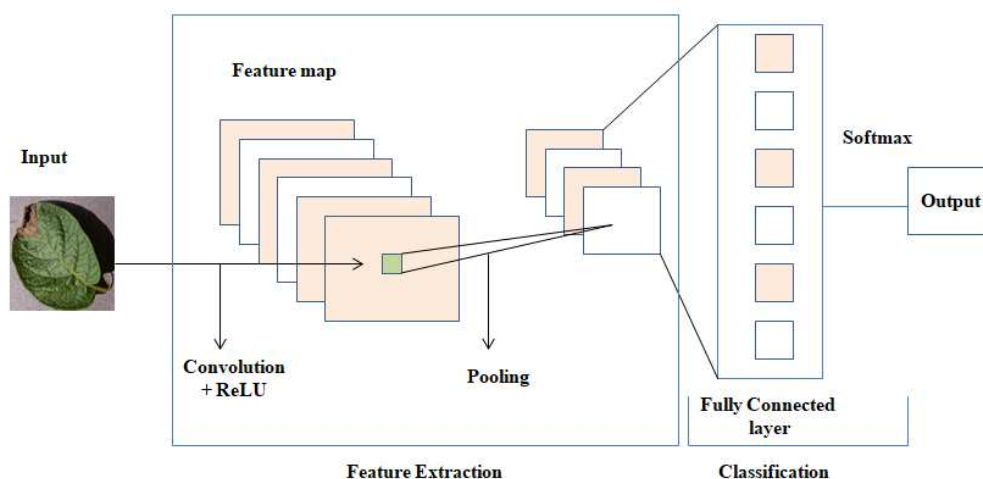 Feature map
Input
Softmax
Output
Convolution
+ ReLU
Pooling
Fully Connected
layer
Feature Extraction
Classification